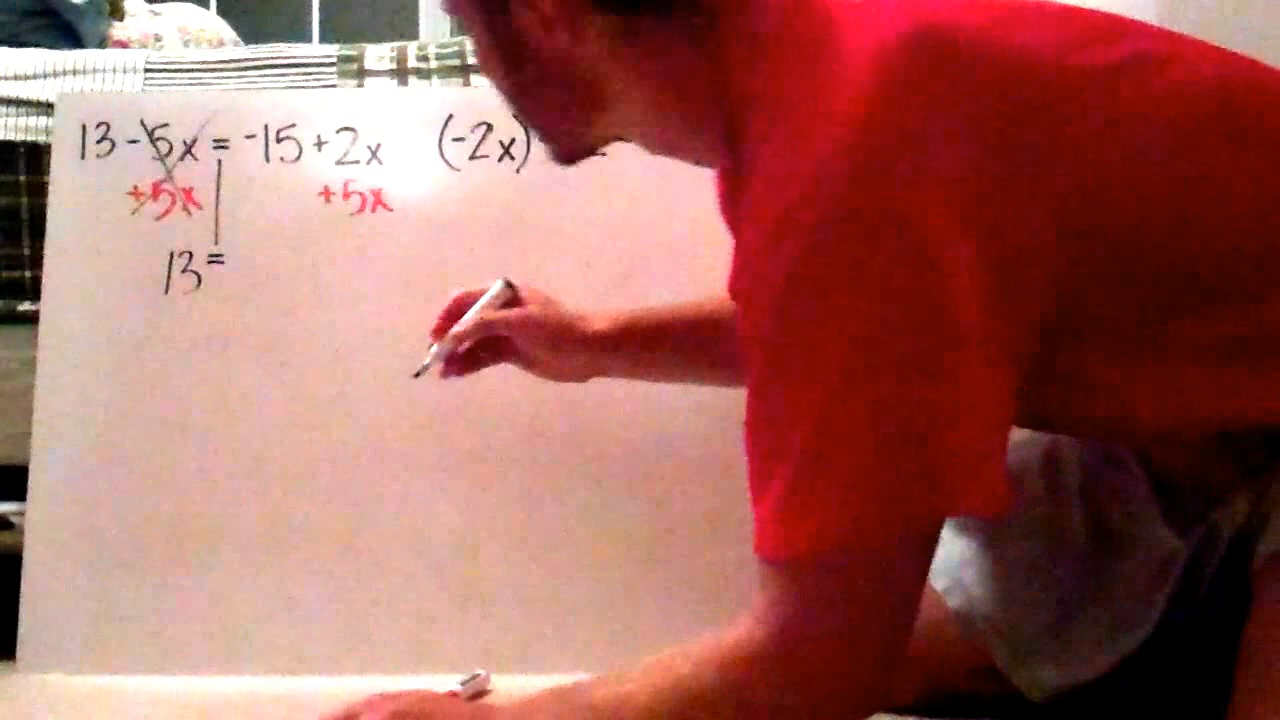 13-5x = -15+2x (-2x)
+5x +5x
13 =